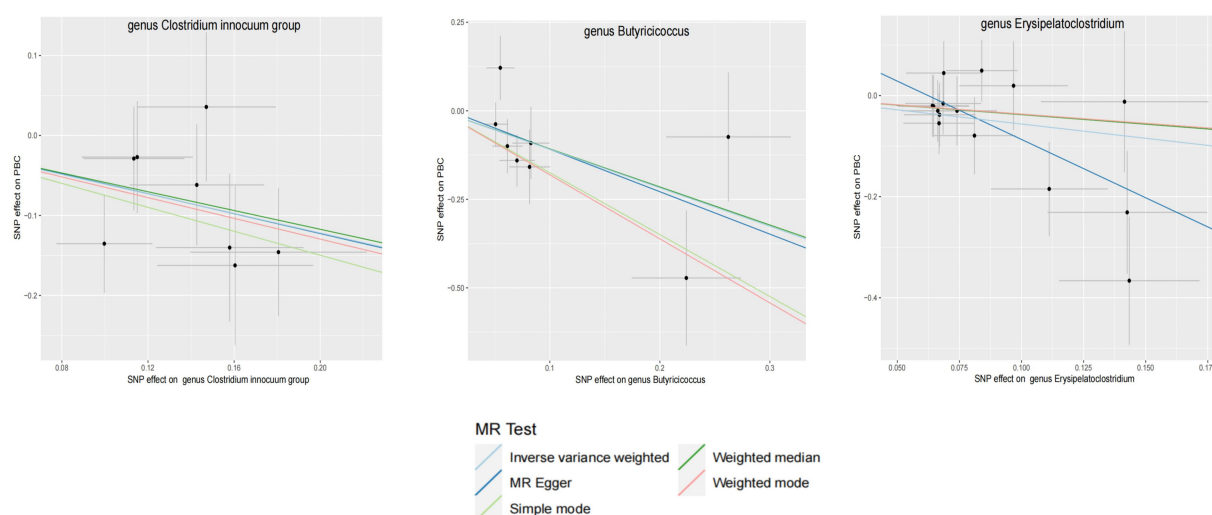 genus Clostridium innocuum group
0.1
0.0
−0.1
−0.2
SNP effect on PBC
0.08
0.12
0.16
0.20
SNP effect on genus Clostridium innocuum group
genus Butyricicoccus
0.25
0.00
−0.25
−0.50
SNP effect on PBC
0.1
0.2
0.3
SNP effect on genus Butyricicoccus
genus Erysipelatoclostridium
0.0
−0.2
−0.4
SNP effect on PBC
0.050
0.075
0.100
0.125
0.150
0.17
SNP effect on genus Erysipelatoclostridium
MR Test
Inverse variance weighted
MR Egger
Simple mode
Weighted median
Weighted mode